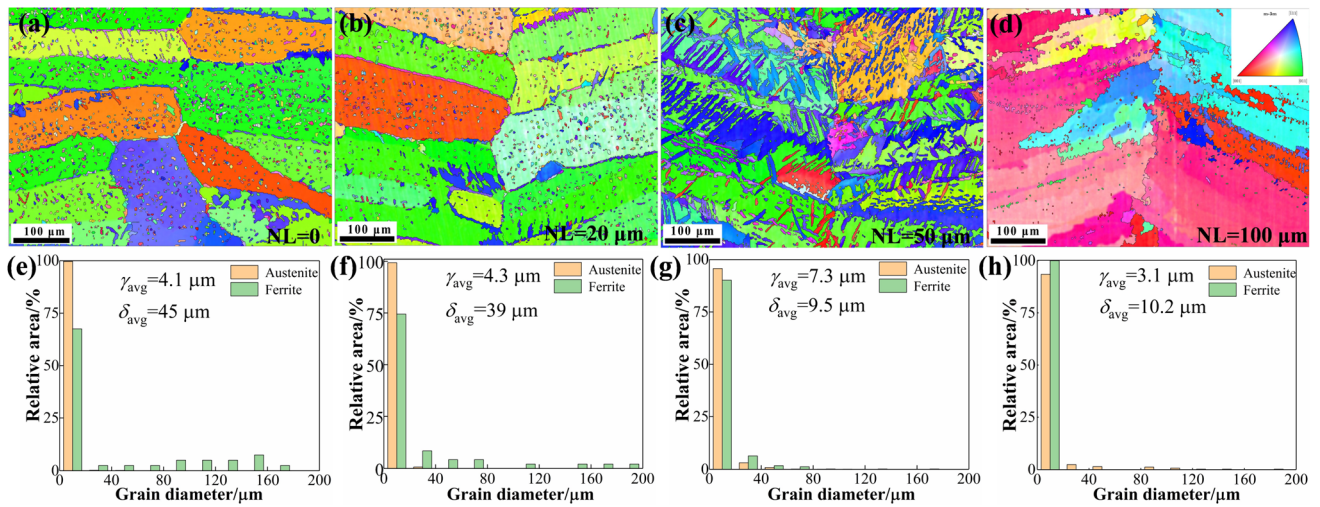 (a)
(b)
(c)
(d)
100 μm
NL=0
100 μm
NL=20 μm
100 μm
NL=50 μm
100 μm
NL=100 μm
(e)
Relative area/%
100
75
50
25
0
γavg=4.1 μm
δavg=45 μm
Austenite
Ferrite
0 40 80 120 160 200
Grain diameter/μm
(f)
Relative area/%
100
75
50
25
0
γavg=4.3 μm
δavg=39 μm
Austenite
Ferrite
0 40 80 120 160 200
Grain diameter/μm
(g)
Relative area/%
100
75
50
25
0
γavg=7.3 μm
δavg=9.5 μm
Austenite
Ferrite
0 40 80 120 160 200
Grain diameter/μm
(h)
Relative area/%
100
75
50
25
0
γavg=3.1 μm
δavg=10.2 μm
Austenite
Ferrite
0 40 80 120 160 200
Grain diameter/μm